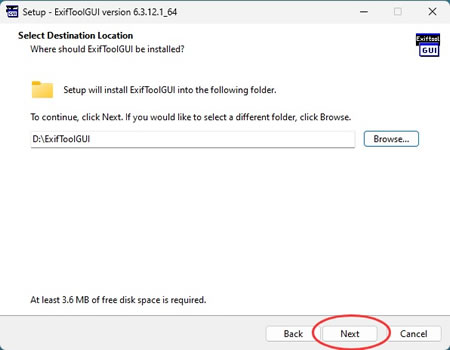 Setup - ExifToolGUI version 6.3.12.1_64
Select Destination Location
Where should ExifToolGUI be installed?
Exiftool
GUI
Setup will install ExifToolGUI into the following folder.
To continue, click Next. If you would like to select a different folder, click Browse.
D:\ExifToolGUI
Browse...
At least 3.6 MB of free disk space is required.
Back
Next
Cancel